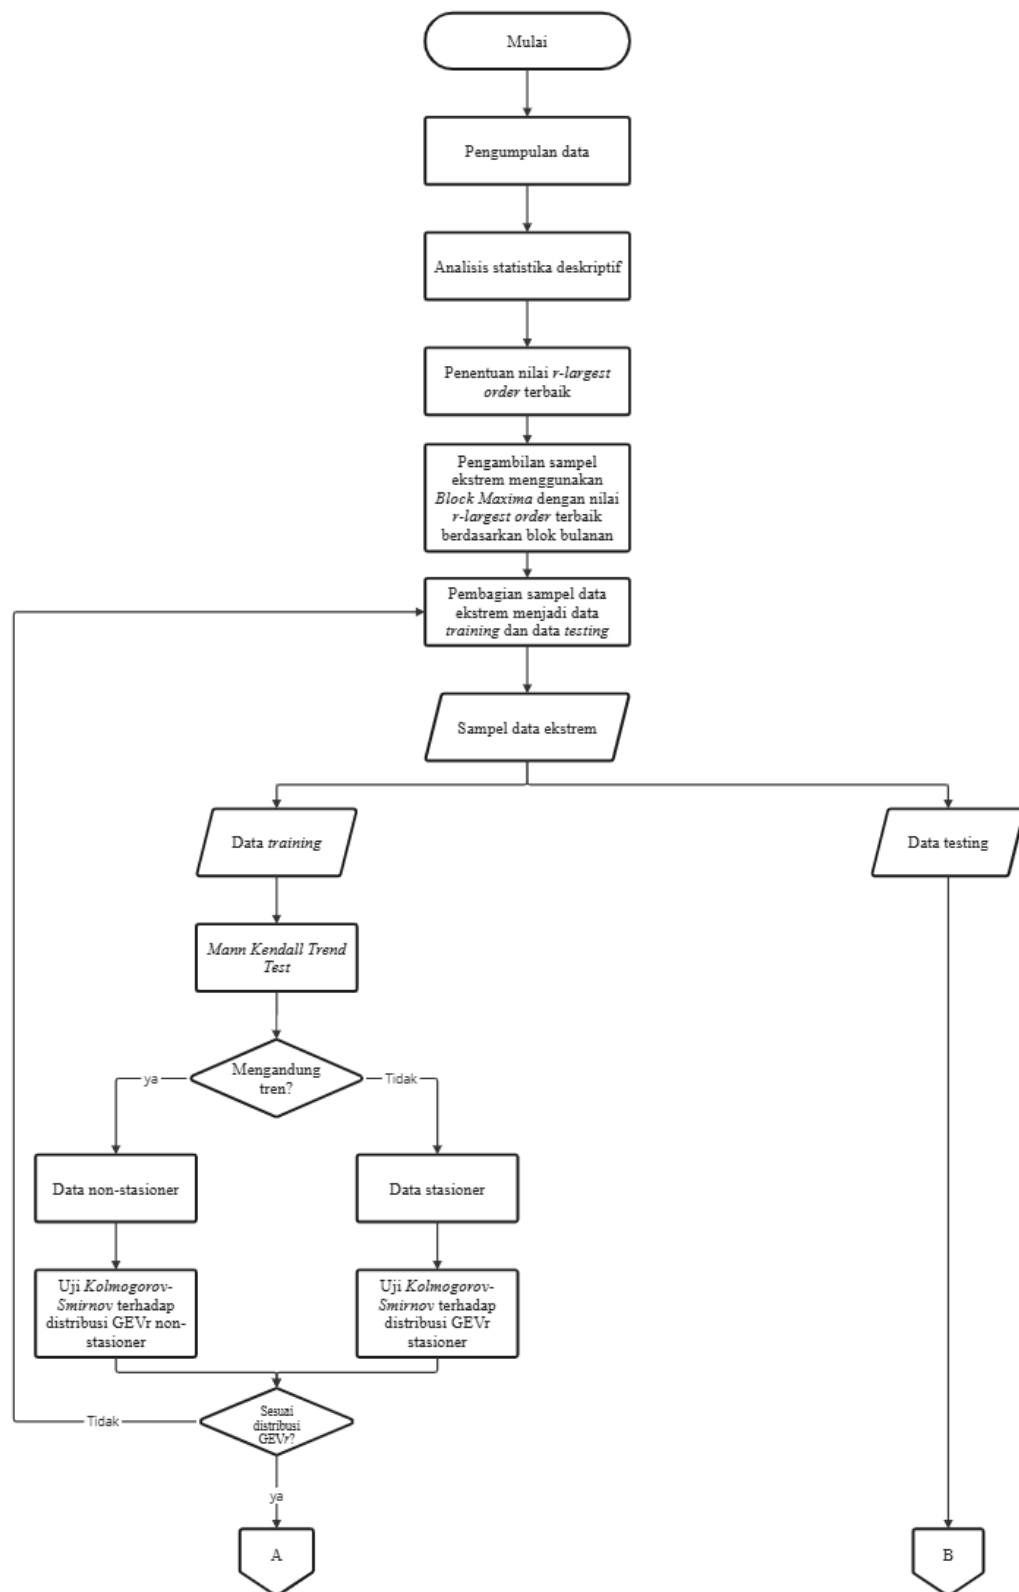 Mulai
Pengumpulan data
Analisis statistika deskriptif
Penentuan nilai r-largest
order terbaik
Pengambilan sampel
ekstrem menggunakan
Block Maxima dengan nilai
r-largest order terbaik
berdasarkan blok bulanan
Pembagian sampel data
ekstrem menjadi data
training dan data testing
Sampel data ekstrem
Data training
Data testing
Mann Kendall Trend
Test
Mengandung
tren?
ya
Tidak
Data non-stasioner
Data stasioner
Uji Kolmogorov-
Smirnov terhadap
distribusi GEVr non-
stasioner
Uji Kolmogorov-
Smirnov terhadap
distribusi GEVr
stasioner
Sesuai
distribusi
GEVr?
Tidak
ya
A
B